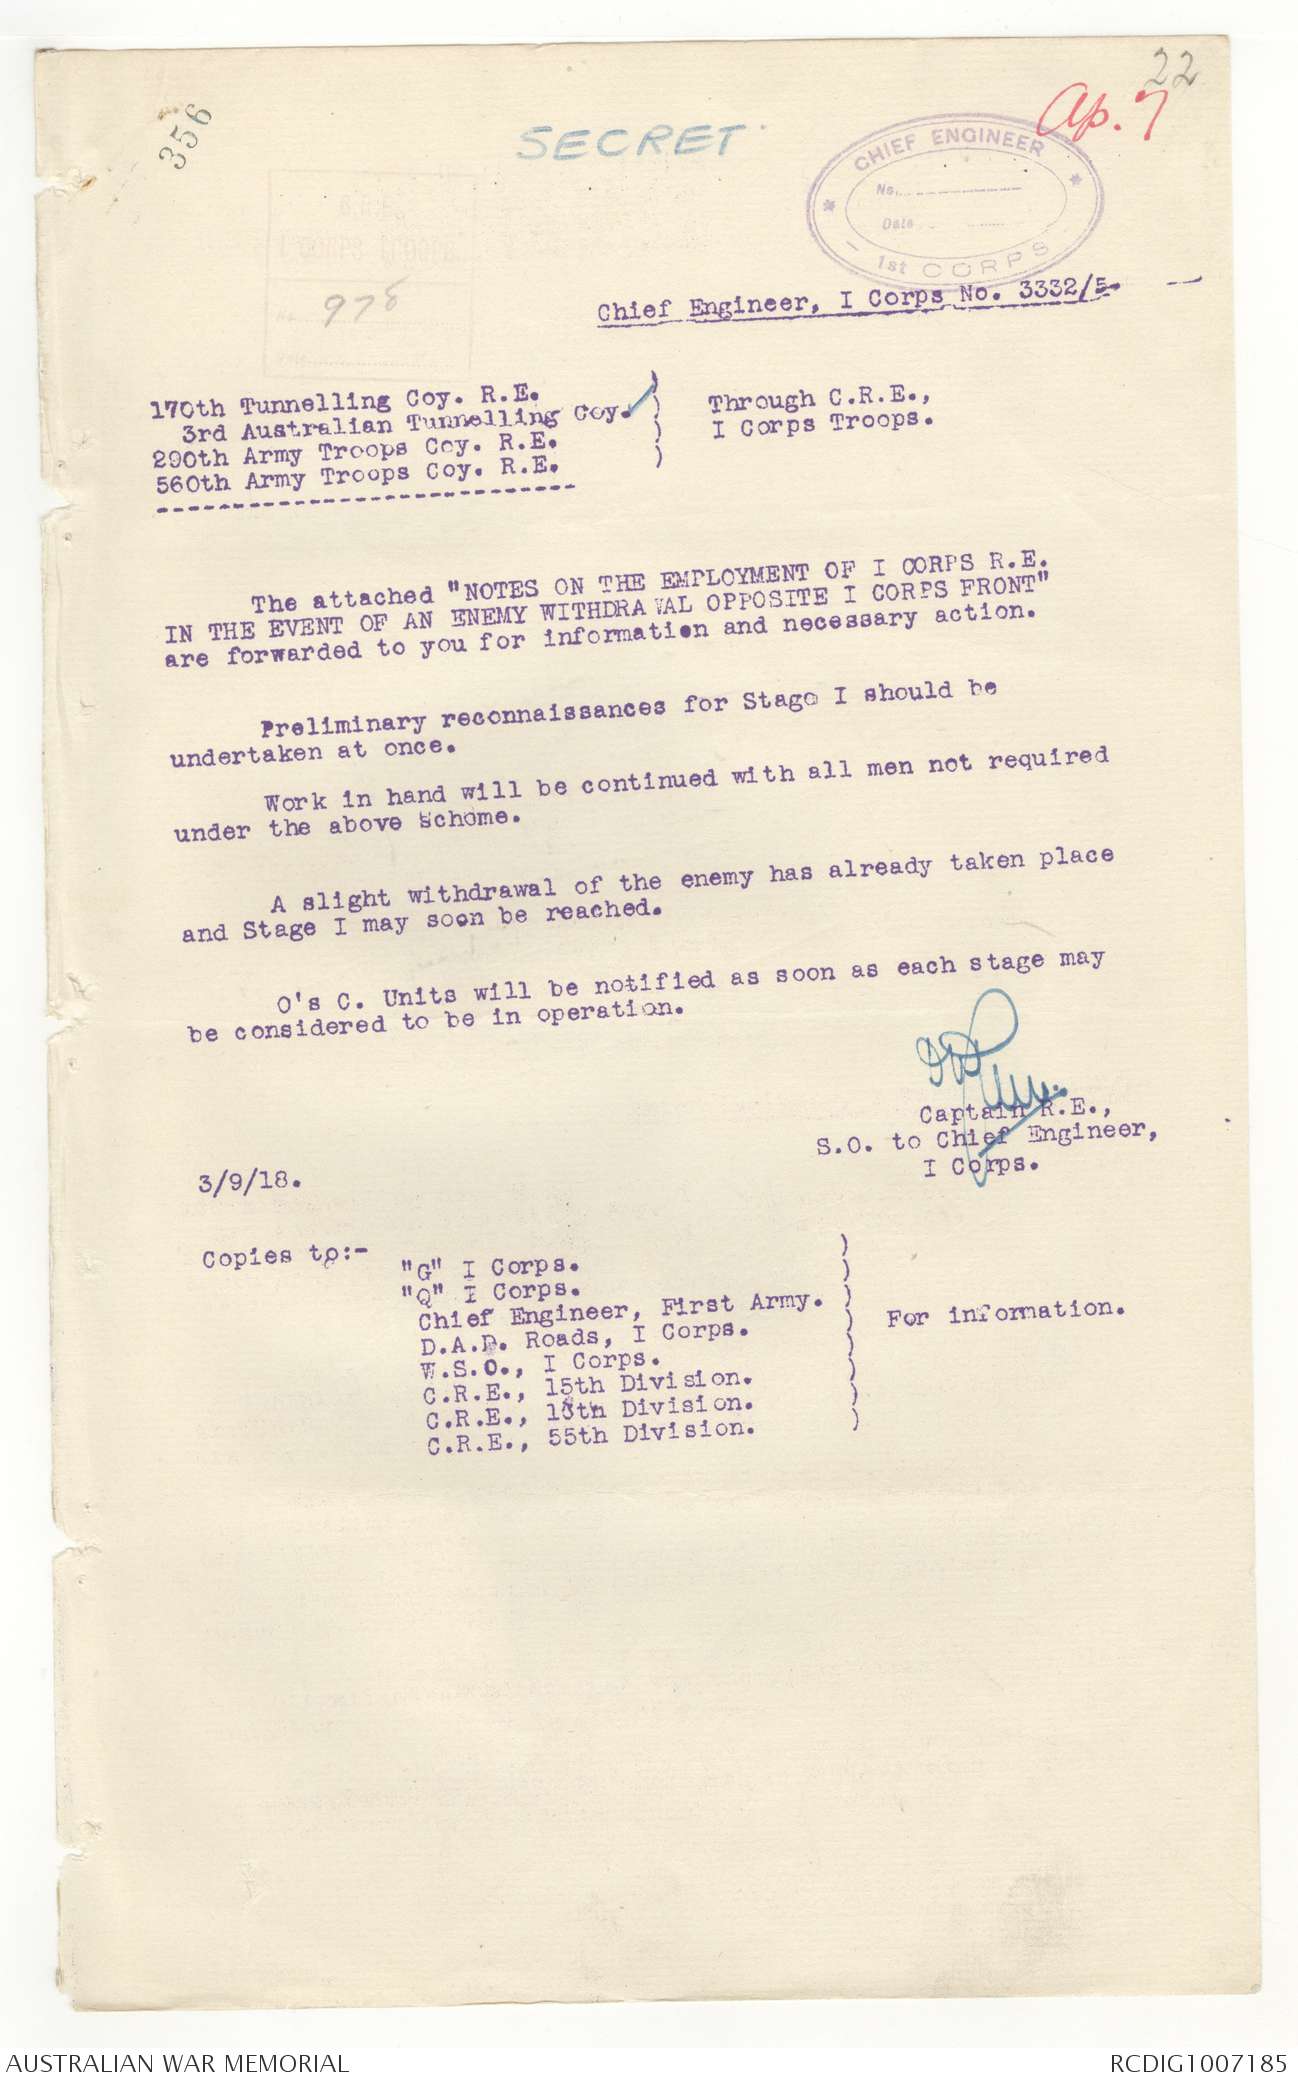 22
Ap. 7
356
SECRET
CHIEF ENGINEER
No.
Date
1st CORPS
978
Chief Engineer, I Corps No. 3332/5.
170th Tunnelling Coy. R.E.
3rd Australian Tunnelling Coy.
290th Army Troops Coy. R.E.
560th Army Troops Coy. R.E.
Through C.R.E.,
I Corps Troops.
The attached "NOTES ON THE EMPLOYMENT OF I CORPS R.E.
IN THE EVENT OF AN ENEMY WITHDRAWAL OPPOSITE I CORPS FRONT"
are forwarded to you for information and necessary action.
Preliminary reconnaissances for Stage I should be
undertaken at once.
Work in hand will be continued with all men not required
under the above scheme.
A slight withdrawal of the enemy has already taken place
and Stage I may soon be reached.
O's C. Units will be notified as soon as each stage may
be considered to be in operation.
Captain R.E.,
S.O. to Chief Engineer,
I Corps.
3/9/18.
Copies to:-
"G" I Corps.
"Q" I Corps.
Chief Engineer, First Army.
D.A.D. Roads, I Corps.
W.S.O., I Corps.
C.R.E., 15th Division.
C.R.E., 16th Division.
C.R.E., 55th Division.
For information.
AUSTRALIAN WAR MEMORIAL
RCDIG1007185